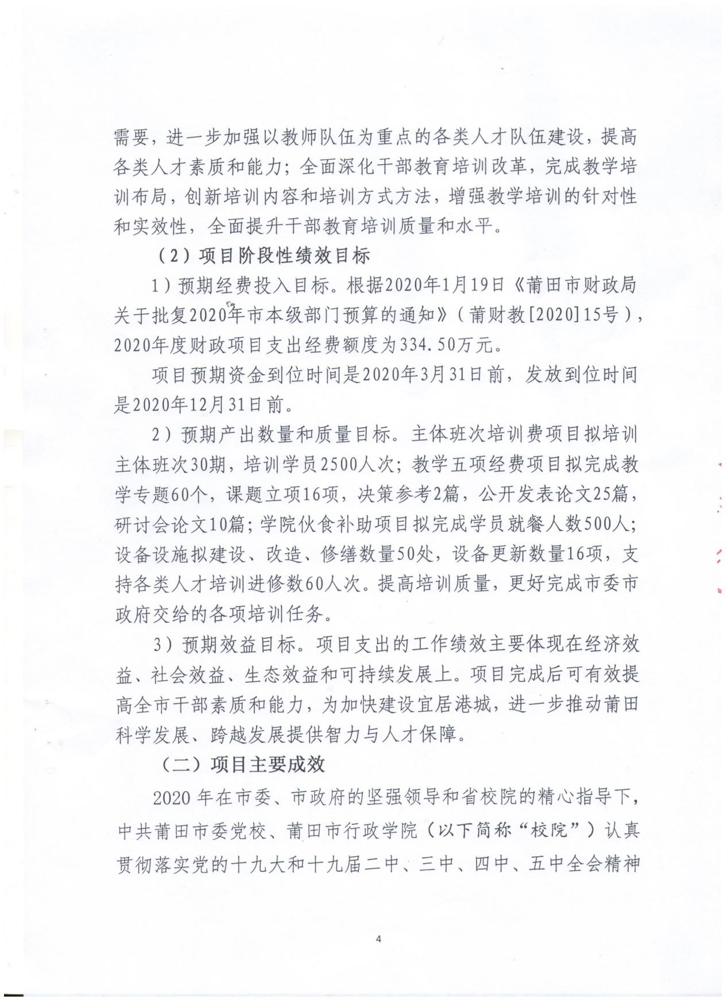 需要，进一步加强以教师队伍为重点的各类人才队伍建设，提高
各类人才素质和能力；全面深化干部教育培训改革，完成教学培
训布局，创新培训内容和培训方式方法，增强教学培训的针对性
和实效性，全面提升干部教育培训质量和水平。
（2）项目阶段性绩效目标
1）预期经费投入目标。根据2020年1月19日《莆田市财政局
关于批复2020年市本级部门预算的通知》（莆财教[2020]15号），
2020年度财政项目支出经费额度为334.50万元。
项目预期资金到位时间是2020年3月31日前，发放到位时间
是2020年12月31日前。
2）预期产出数量和质量目标。主体班次培训费项目拟培训
主体班次30期，培训学员2500人次；教学五项经费项目拟完成教
学专题60个，课题立项16项，决策参考2篇，公开发表论文25篇，
研讨会论文10篇；学院伙食补助项目拟完成学员就餐人数500人；
设备设施拟建设、改造、修缮数量50处，设备更新数量16项，支
持各类人才培训进修数60人次。提高培训质量，更好完成市委市
政府交给的各项培训任务。
3）预期效益目标。项目支出的工作绩效主要体现在经济效
益、社会效益、生态效益和可持续发展上。项目完成后可有效提
高全市干部素质和能力，为加快建设宜居港城，进一步推动莆田
科学发展、跨越发展提供智力与人才保障。
（二）项目主要成效
2020 年在市委、市政府的坚强领导和省校院的精心指导下，
中共莆田市委党校、莆田市行政学院（以下简称“校院”）认真
贯彻落实党的十九大和十九届二中、三中、四中、五中全会精神
4